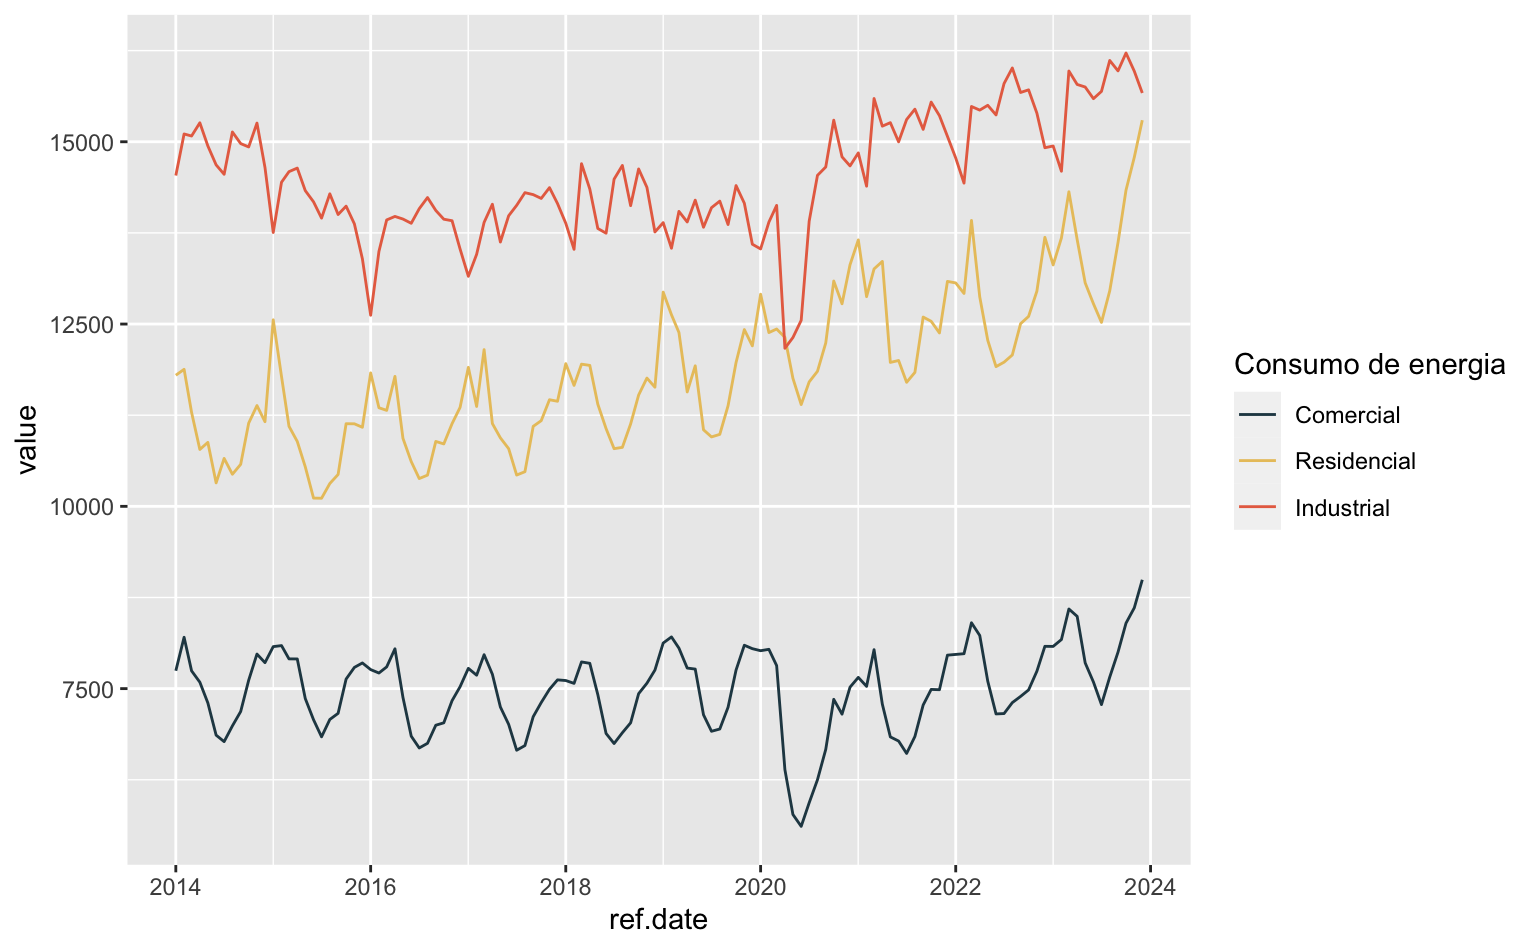 15000
12500
10000
7500
value
2014
2016
2018
2020
2022
2024
ref.date
Consumo de energia
Comercial
Residencial
Industrial